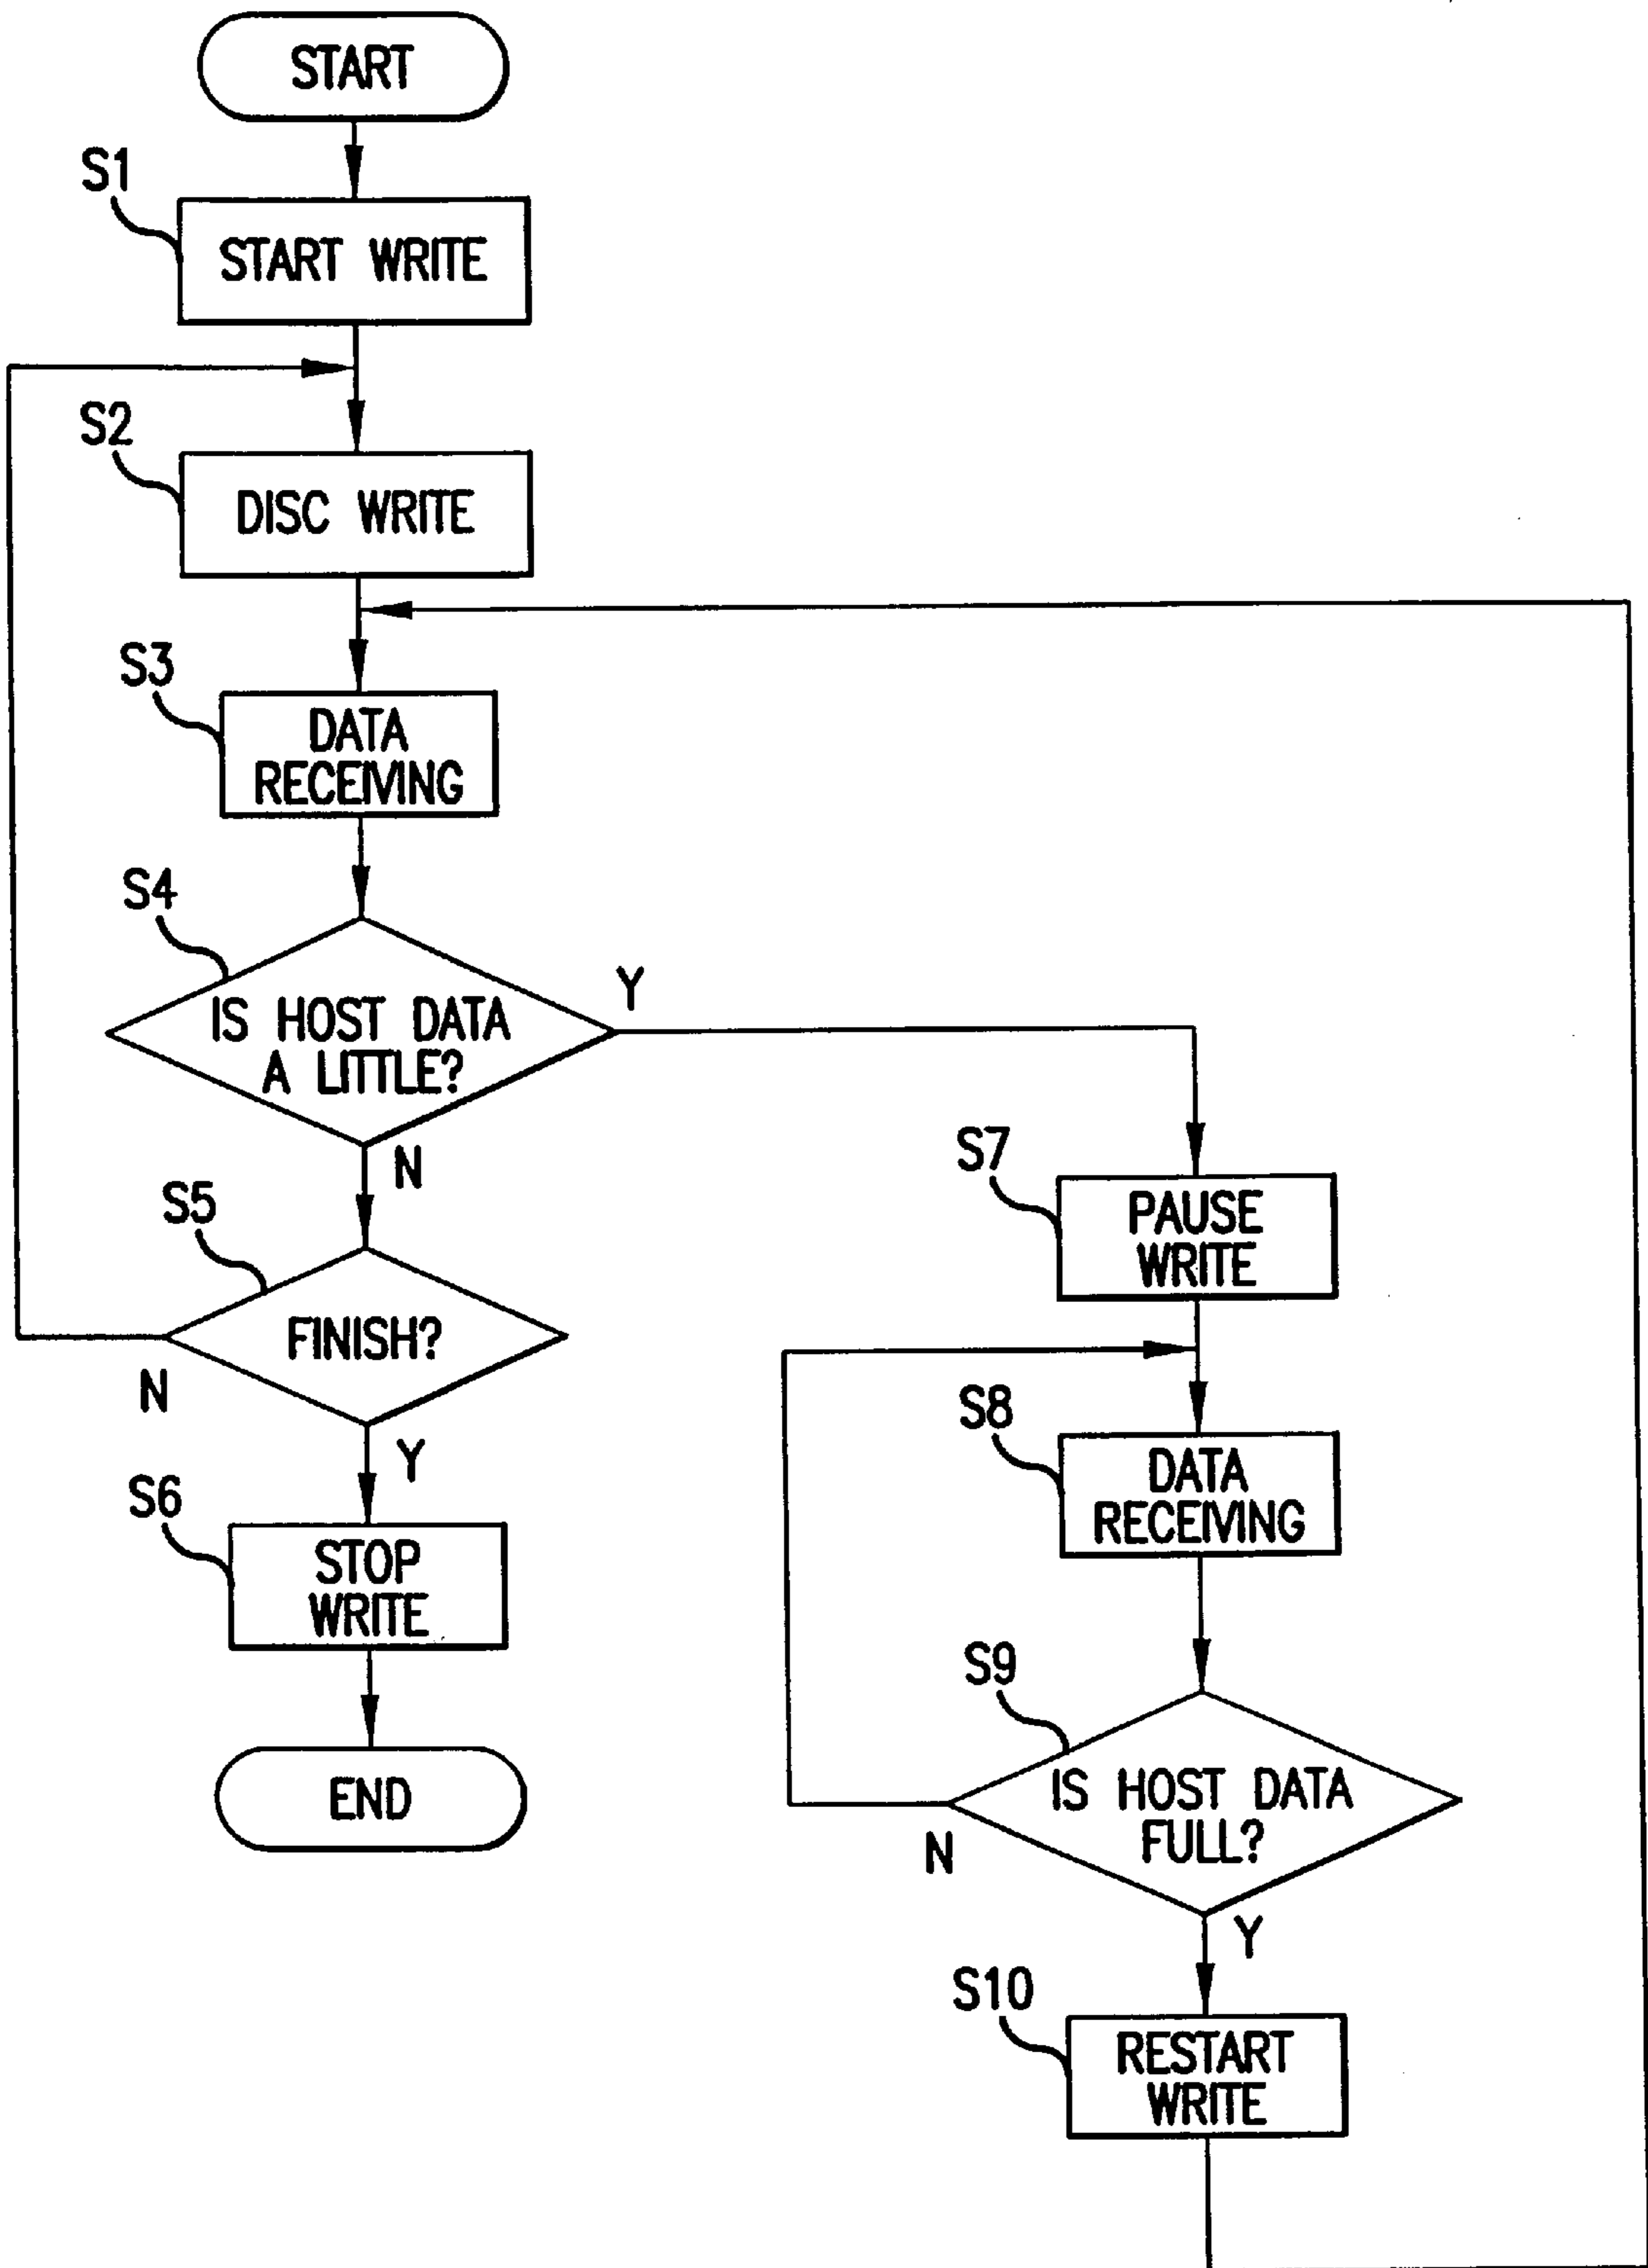 START
S1
START WRITE
S2
DISC WRITE
S3
DATA
RECEIVING
S4
IS HOST DATA
A LITTLE?
Y
N
S5
FINISH?
N
Y
S6
STOP
WRITE
END
S7
PAUSE
WRITE
S8
DATA
RECEIVING
S9
IS HOST DATA
FULL?
N
Y
S10
RESTART
WRITE